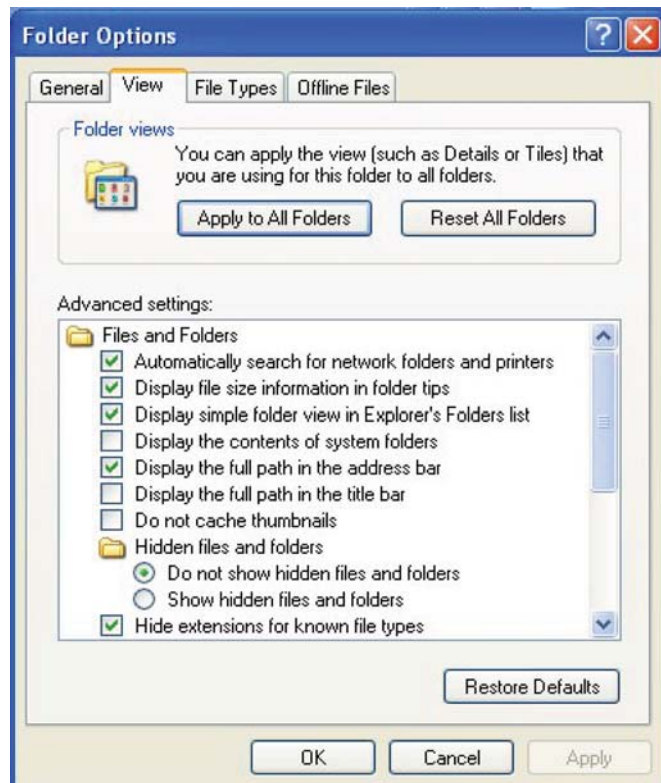 Folder Options
General View File Types Offline Files
Folder views
You can apply the view (such as Details or Tiles) that
you are using for this folder to all folders.
Apply to All Folders Reset All Folders
Advanced settings:
Files and Folders
Automatically search for network folders and printers
Display file size information in folder tips
Display simple folder view in Explorer's Folders list
Display the contents of system folders
Display the full path in the address bar
Display the full path in the title bar
Do not cache thumbnails
Hidden files and folders
Do not show hidden files and folders
Show hidden files and folders
Hide extensions for known file types
Restore Defaults
OK Cancel Apply